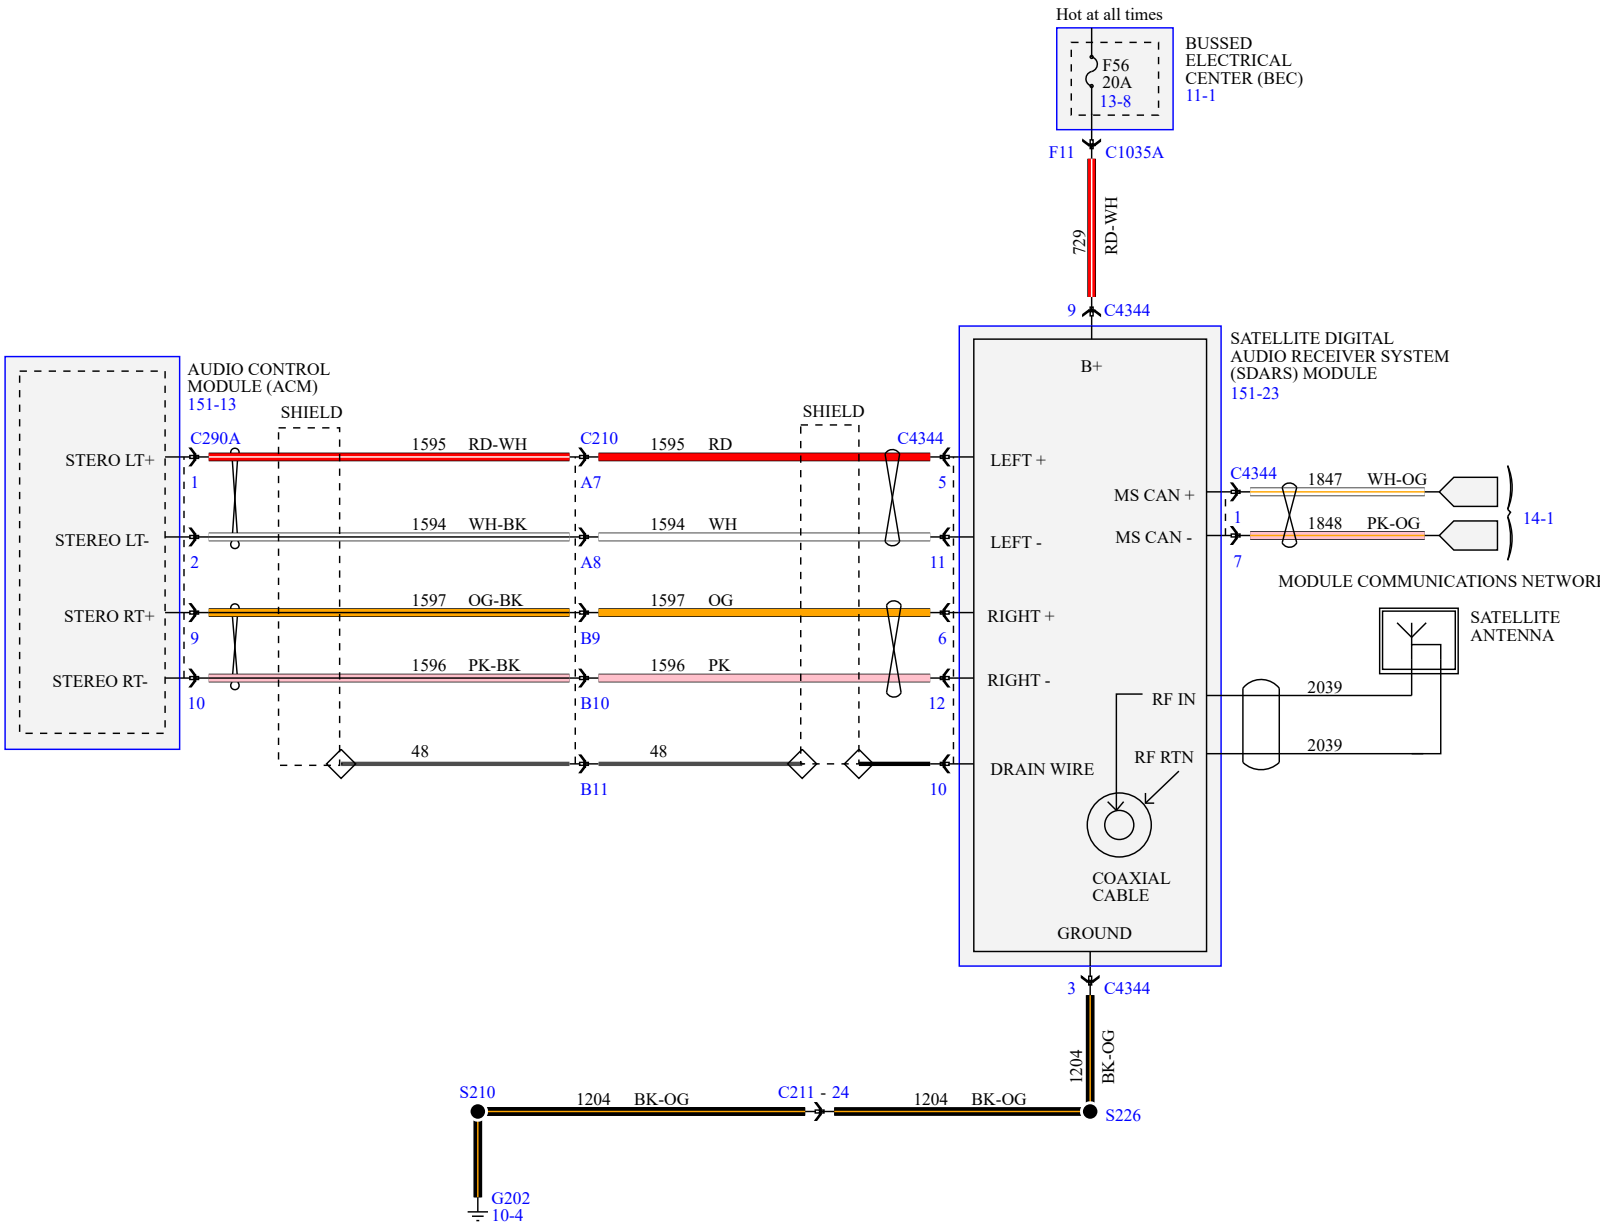 Hot at all times
BUSSED
ELECTRICAL
CENTER (BEC)
11-1
F56
20A
13-8
F11
C1035A
729
RD-WH
9
C4344
SATELLITE DIGITAL
AUDIO RECEIVER SYSTEM
(SDARS) MODULE
151-23
B+
AUDIO CONTROL
MODULE (ACM)
151-13
SHIELD
SHIELD
C290A
1595 RD-WH
C210
1595 RD
C4344
STERO LT+
1
A7
5
LEFT +
1594 WH-BK
1594 WH
STEREO LT-
2
A8
11
LEFT -
1597 OG-BK
1597 OG
STERO RT+
9
B9
6
RIGHT +
1596 PK-BK
1596 PK
STEREO RT-
10
B10
12
RIGHT -
48
48
B11
10
DRAIN WIRE
C4344
1847 WH-OG
MS CAN +
1
1848 PK-OG
MS CAN -
7
14-1
MODULE COMMUNICATIONS NETWORK
SATELLITE
ANTENNA
RF IN
2039
RF RTN
2039
COAXIAL
CABLE
GROUND
3
C4344
1204
BK-OG
S210
1204 BK-OG
C211 - 24
1204 BK-OG
S226
G202
10-4